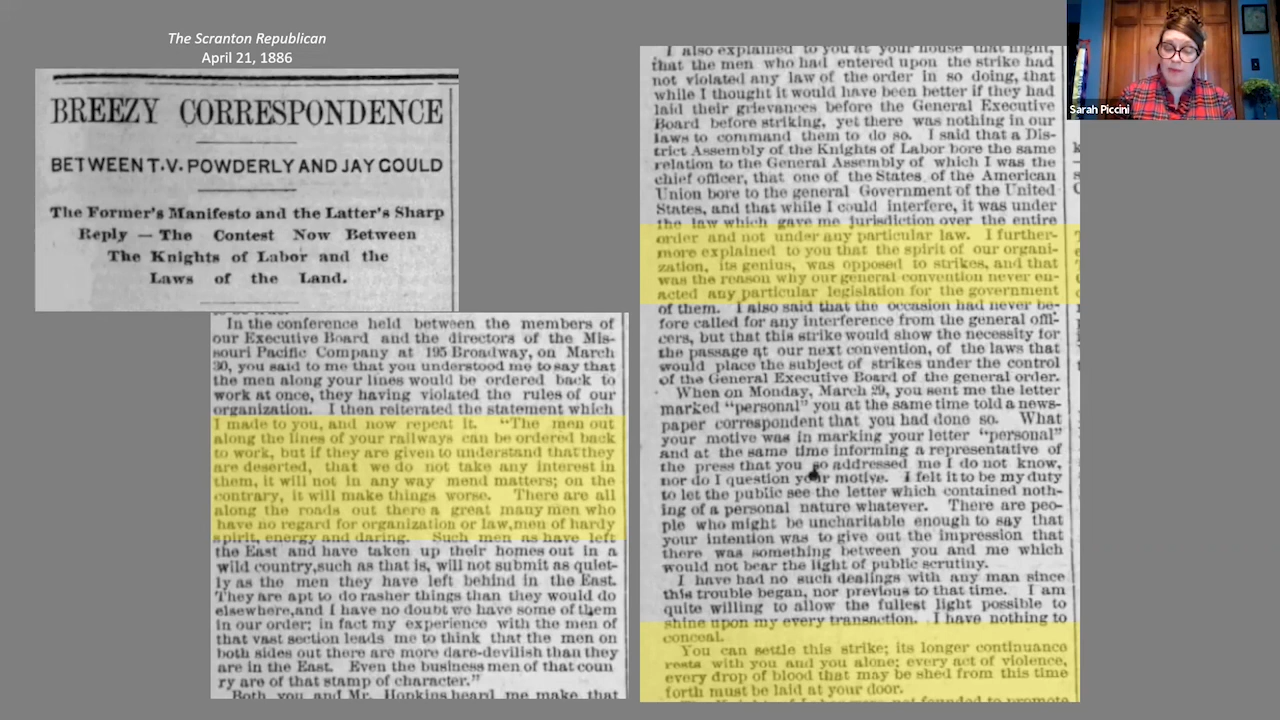 The Scranton Republican
April 21, 1886
BREEZY CORRESPONDENCE
BETWEEN T.V. POWDERLY AND JAY GOULD
The Former's Manifesto and the Latter's Sharp
Reply — The Contest Now Between
The Knights of Labor and the
Laws of the Land.
In the conference held between the members of
our Executive Board and the directors of the Mis-
souri Pacific Company at 195 Broadway, on March
30, you said to me that you understood me to say that
the men along your lines would be ordered back to
work at once, they having violated the rules of our
organization. I then reiterated the statement which
I made to you, and now repeat it. "The men out
along the lines of your railways can be ordered back
to work, but if they are given to understand that they
are deserted, that we do not take any interest in
them, it will not in any way mend matters; on the
contrary, it will make things worse. There are all
along the roads out there a great many men who
have no regard for organization or law, men of hardy
spirit, energy and daring. Such men as have left
the East and have taken up their homes out in a
wild country, such as that is, will not submit as quiet-
ly as the men they have left behind in the East.
They are apt to do rasher things than they would do
elsewhere, and I have no doubt we have some of them
in our order; in fact my experience with the men of
that vast section leads me to think that the men on
both sides out there are more dare-devilish than they
are in the East. Even the business men of that coun
ry are of that stamp of character."
Both you and Mr. Hopkins heard me make that
I also explained to you at your house that night,
that the men who had entered upon the strike had
not violated any law of the order in so doing, that
while I thought it would have been better if they had
laid their grievances before the General Executive
Board before striking, yet there was nothing in our
laws to command them to do so. I said that a Dis-
trict Assembly of the Knights of Labor bore the same
relation to the General Assembly of which I was the
chief officer, that one of the States of the American
Union bore to the general Government of the United
States, and that while I could interfere, it was under
the law which gave me jurisdiction over the entire
order and not under any particular law. I further-
more explained to you that the spirit of our organi-
zation, its genius, was opposed to strikes, and that
was the reason why our general convention never en-
acted any particular legislation for the government
of them. I also said that the occasion had never be-
fore called for any interference from the general offi-
cers, but that this strike would show the necessity for
the passage at our next convention, of the laws that
would place the subject of strikes under the control
of the General Executive Board of the general order.
When on Monday, March 29, you sent me the letter
marked "personal" you at the same time told a news-
paper correspondent that you had done so. What
your motive was in marking your letter "personal"
and at the same time informing a representative of
the press that you so addressed me I do not know,
nor do I question your motive. I felt it to be my duty
to let the public see the letter which contained noth-
ing of a personal nature whatever. There are peo-
ple who might be uncharitable enough to say that
your intention was to give out the impression that
there was something between you and me which
would not bear the light of public scrutiny.
I have had no such dealings with any man since
this trouble began, nor previous to that time. I am
quite willing to allow the fullest light possible to
shine upon my every transaction. I have nothing to
conceal.
You can settle this strike; its longer continuance
rests with you and you alone; every act of violence,
every drop of blood that may be shed from this time
forth must be laid at your door.
Sarah Piccini